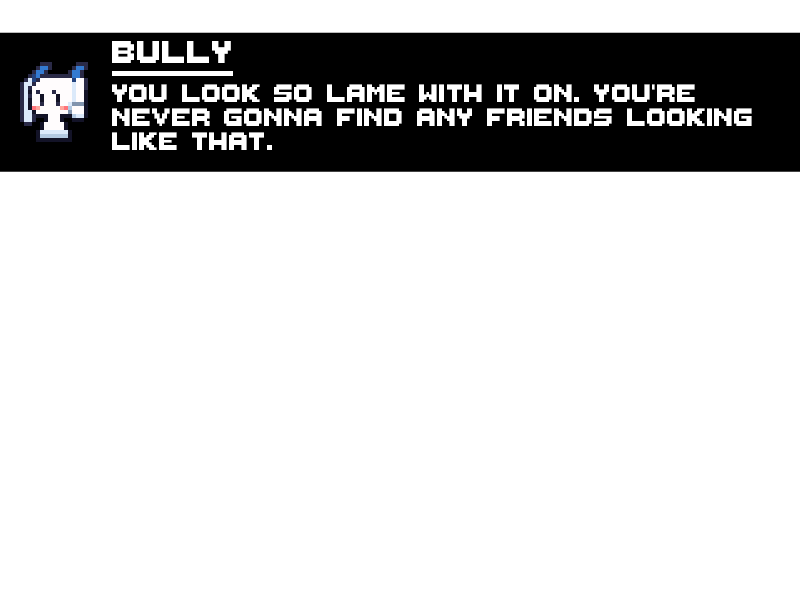 BULLY
YOU LOOK SO LAME WITH IT ON. YOU'RE
NEVER GONNA FIND ANY FRIENDS LOOKING
LIKE THAT.